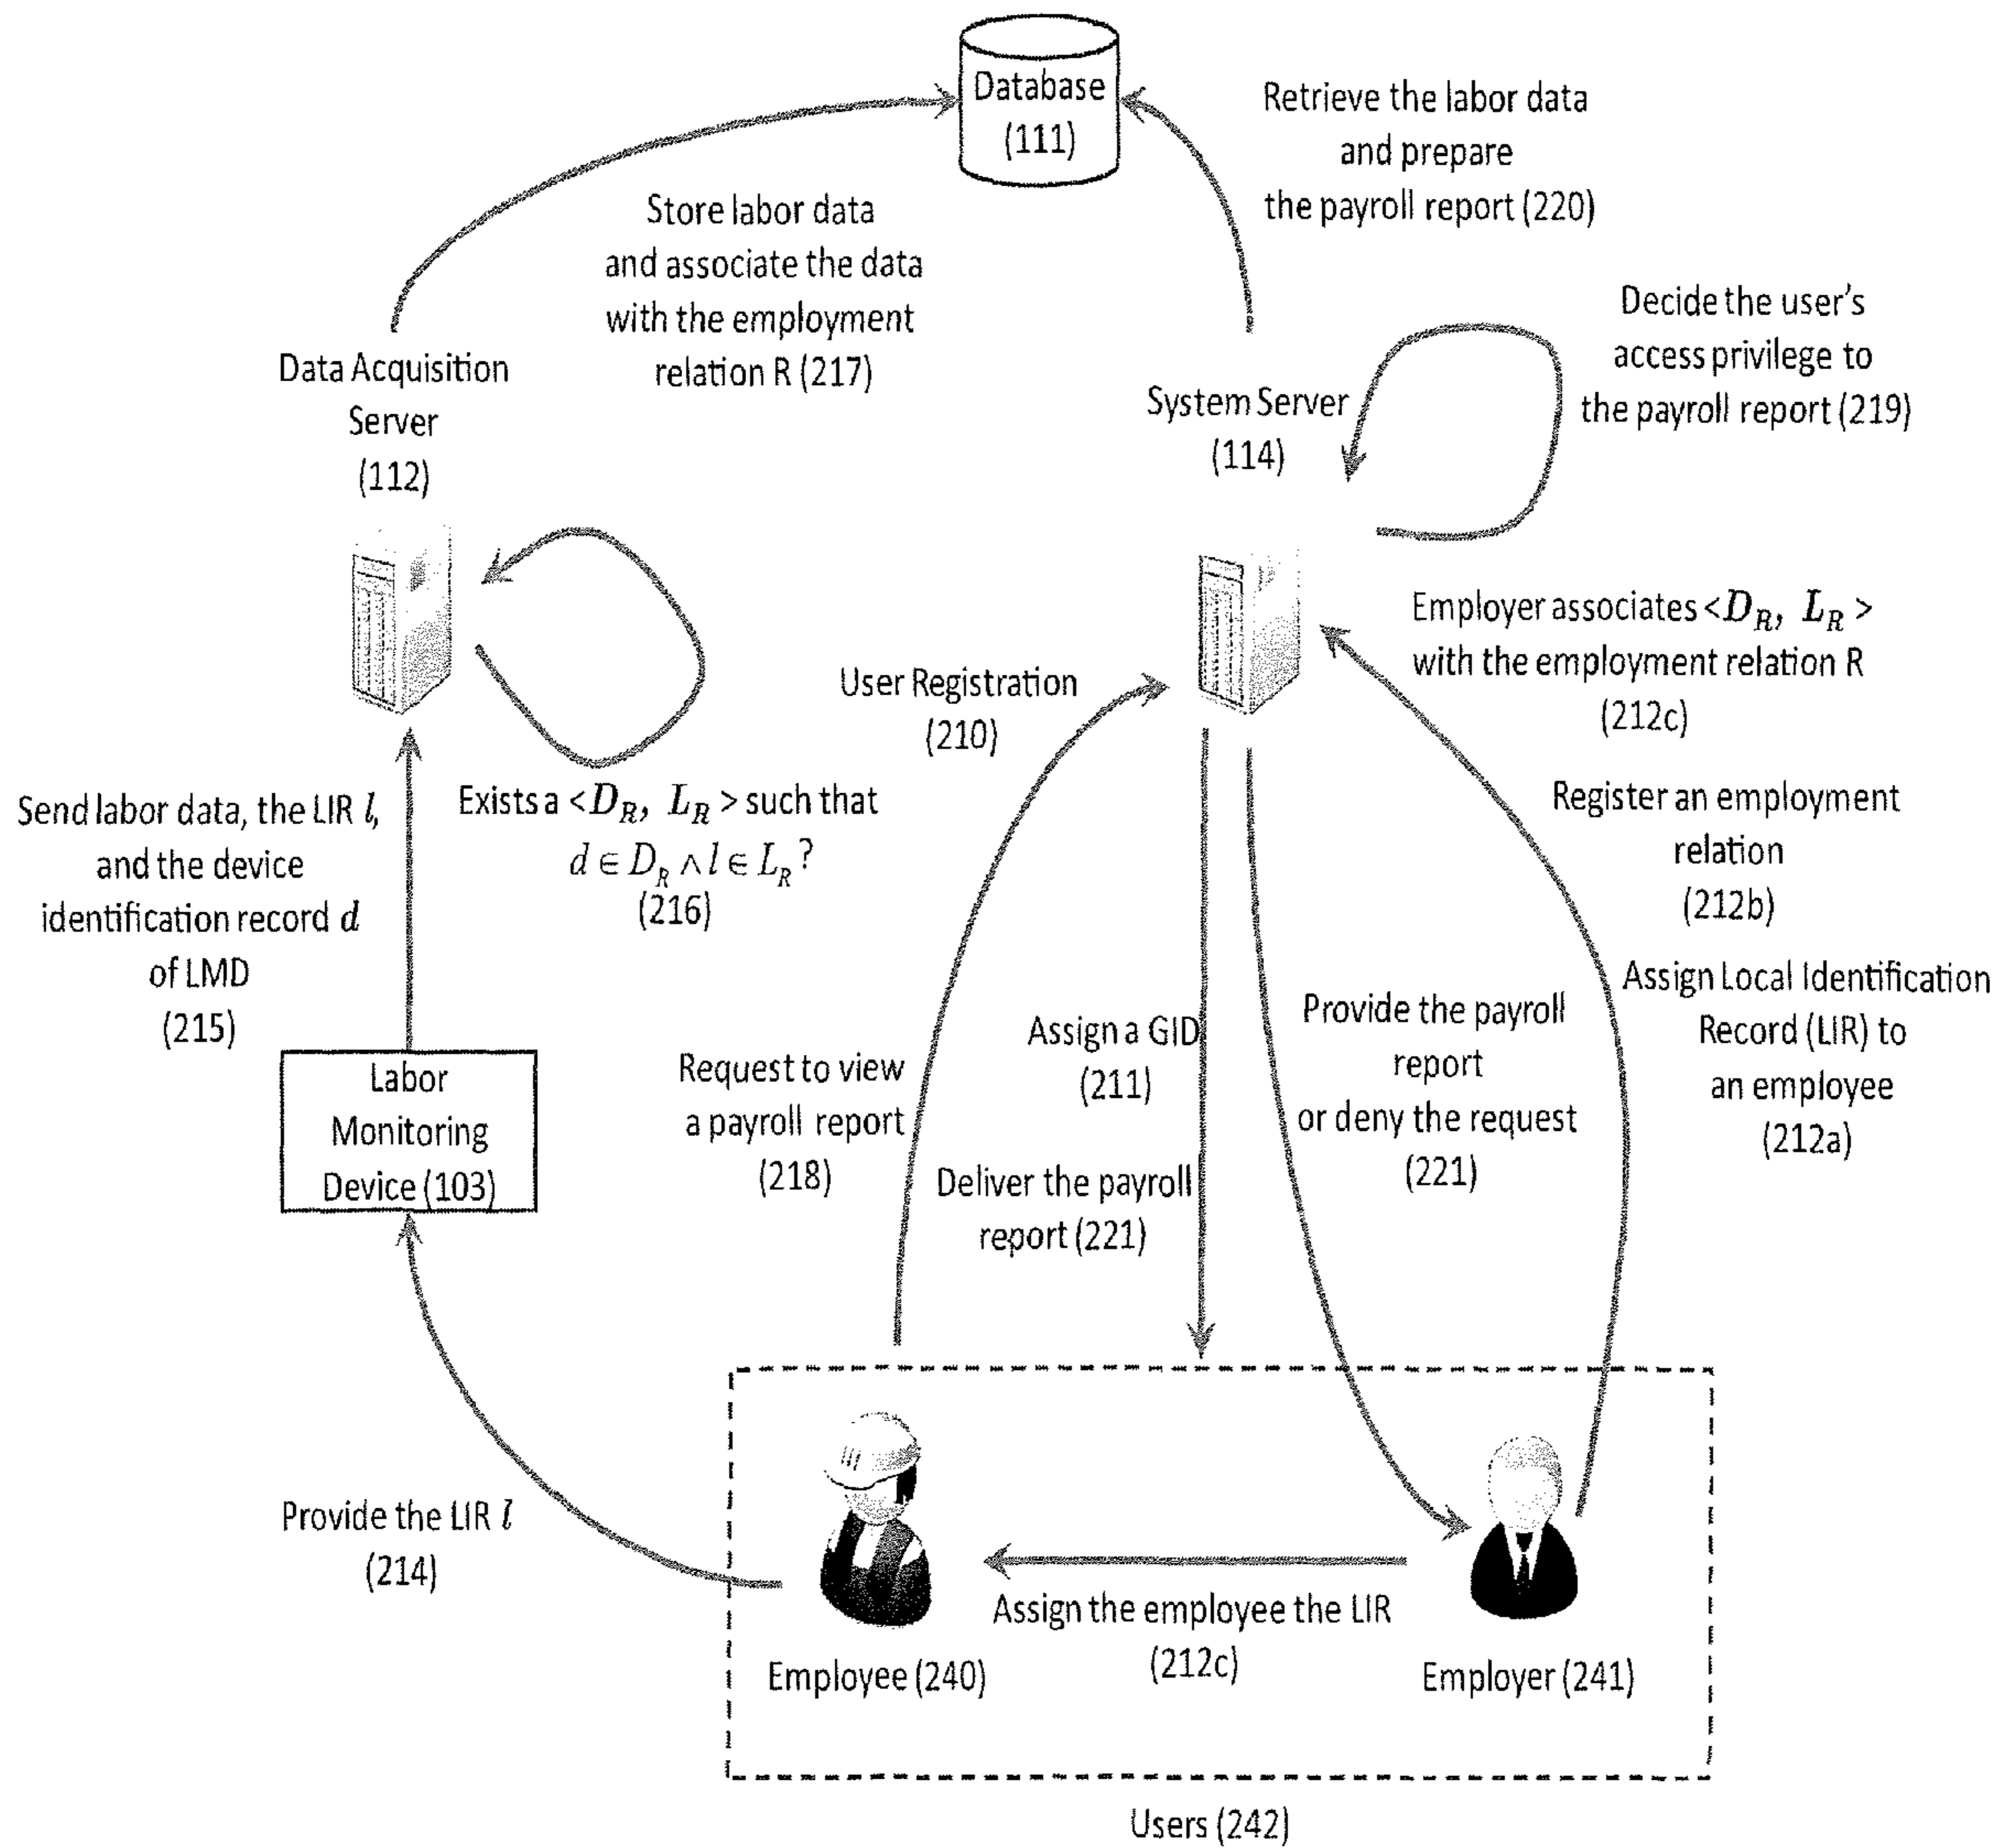 Database
(111)
Retrieve the labor data
and prepare
the payroll report (220)
Store labor data
and associate the data
with the employment
relation R (217)
Decide the user's
access privilege to
the payroll report (219)
Data Acquisition
Server
(112)
System Server
(114)
Employer associates <D_R, L_R >
with the employment relation R
(212c)
User Registration
(210)
Send labor data, the LIR l,
and the device
identification record d
of LMD
(215)
Exists a <D_R, L_R > such that
d ∈ D_R ∧ l ∈ L_R ?
(216)
Register an employment
relation
(212b)
Assign Local Identification
Record (LIR) to
an employee
(212a)
Provide the payroll
report
or deny the request
(221)
Assign a GID
(211)
Request to view
a payroll report
(218)
Labor
Monitoring
Device (103)
Deliver the payroll
report (221)
Provide the LIR l
(214)
Assign the employee the LIR
(212c)
Employee (240)
Employer (241)
Users (242)